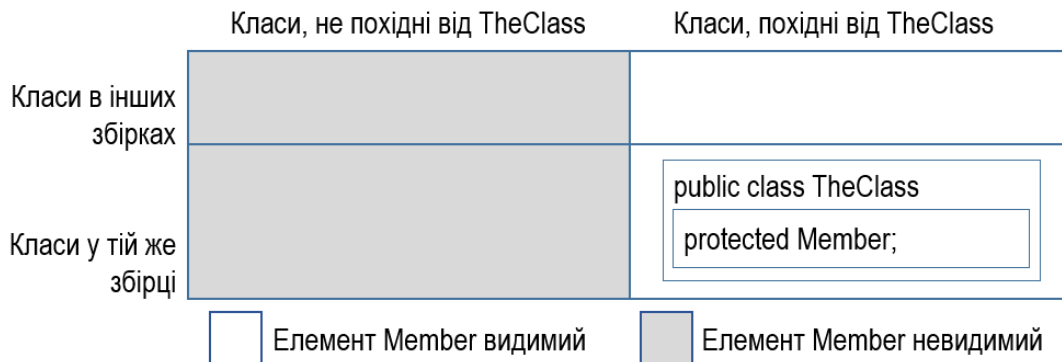 Класи, не похідні від TheClass
Класи, похідні від TheClass
Класи в інших
збірках
Класи у тій же
збірці
public class TheClass
protected Member;
Елемент Member видимий
Елемент Member невидимий